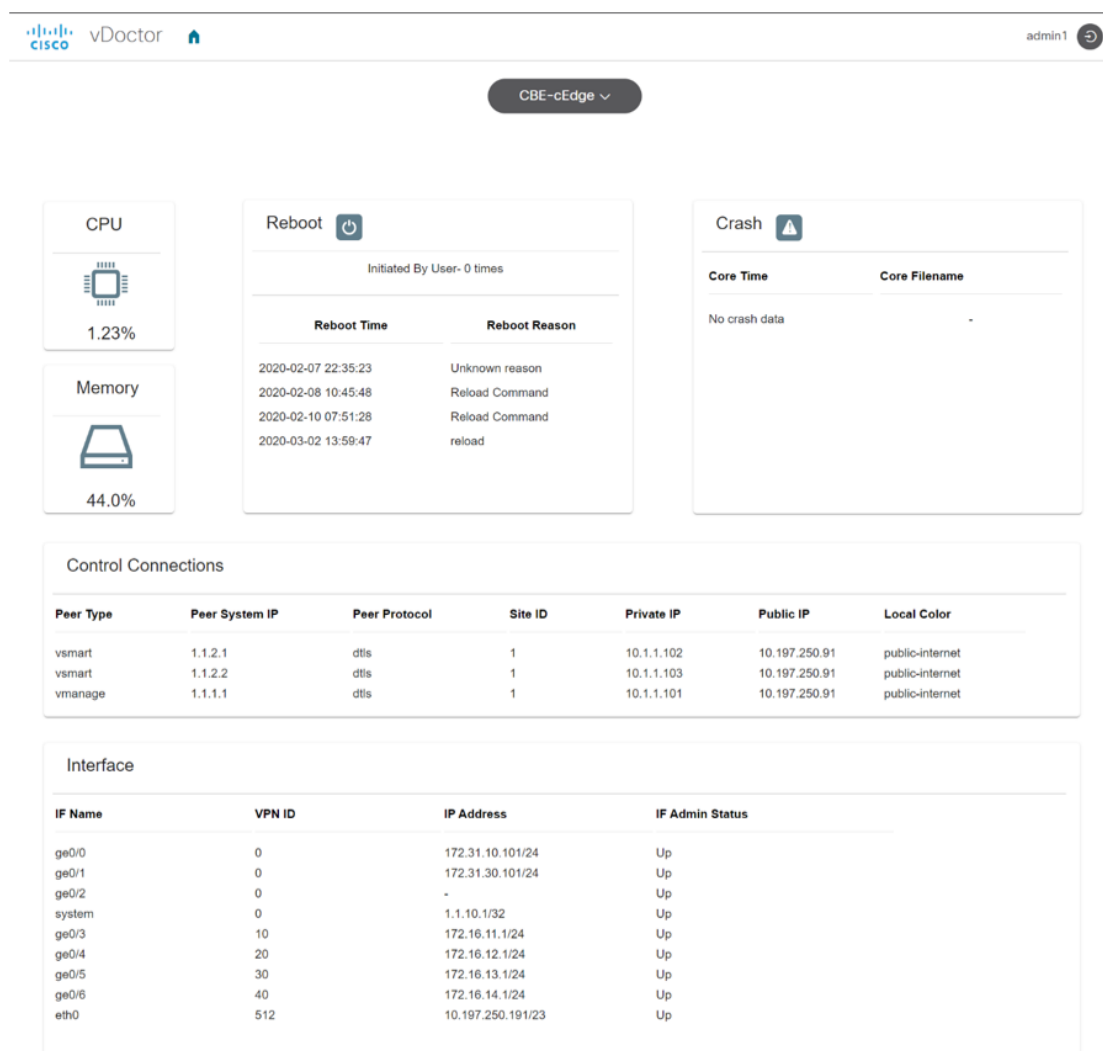 CISCO vDoctor admin1
CBE-cEdge
CPU
1.23%
Memory
44.0%
Reboot
Initiated By User- 0 times
Reboot Time Reboot Reason
2020-02-07 22:35:23 Unknown reason
2020-02-08 10:45:48 Reload Command
2020-02-10 07:51:28 Reload Command
2020-03-02 13:59:47 reload
Crash
Core Time Core Filename
No crash data -
Control Connections
Peer Type Peer System IP Peer Protocol Site ID Private IP Public IP Local Color
vsmart 1.1.2.1 dtls 1 10.1.1.102 10.197.250.91 public-internet
vsmart 1.1.2.2 dtls 1 10.1.1.103 10.197.250.91 public-internet
vmanage 1.1.1.1 dtls 1 10.1.1.101 10.197.250.91 public-internet
Interface
IF Name VPN ID IP Address IF Admin Status
ge0/0 0 172.31.10.101/24 Up
ge0/1 0 172.31.30.101/24 Up
ge0/2 0 - Up
system 0 1.1.10.1/32 Up
ge0/3 10 172.16.11.1/24 Up
ge0/4 20 172.16.12.1/24 Up
ge0/5 30 172.16.13.1/24 Up
ge0/6 40 172.16.14.1/24 Up
eth0 512 10.197.250.191/23 Up